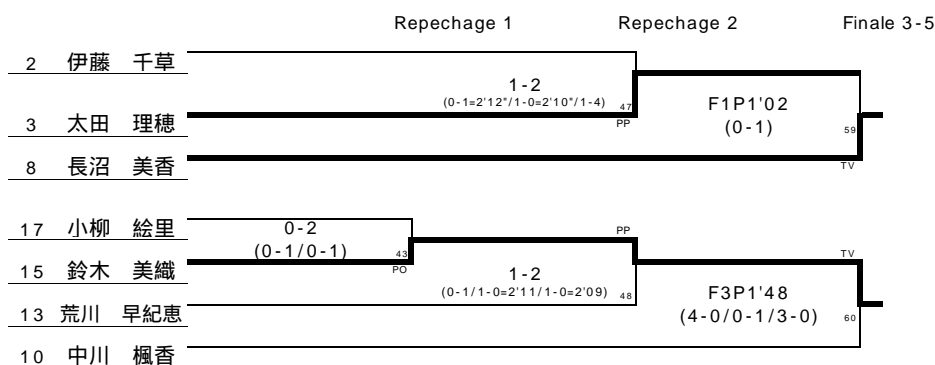 Repechage 1 Repechage 2 Finale 3-5
2 伊藤 千草
1-2
(0-1=2'12"/1-0=2'10"/1-4) 47
F1P1'02
3 太田 理穂
PP
(0-1) 59
8 長沼 美香
TV
17 小柳 絵里
0-2
PP
(0-1/0-1) 43
TV
15 鈴木 美織
PO
1-2
(0-1/1-0=2'11/1-0=2'09) 48
F3P1'48
13 荒川 早紀恵
(4-0/0-1/3-0) 60
10 中川 楓香